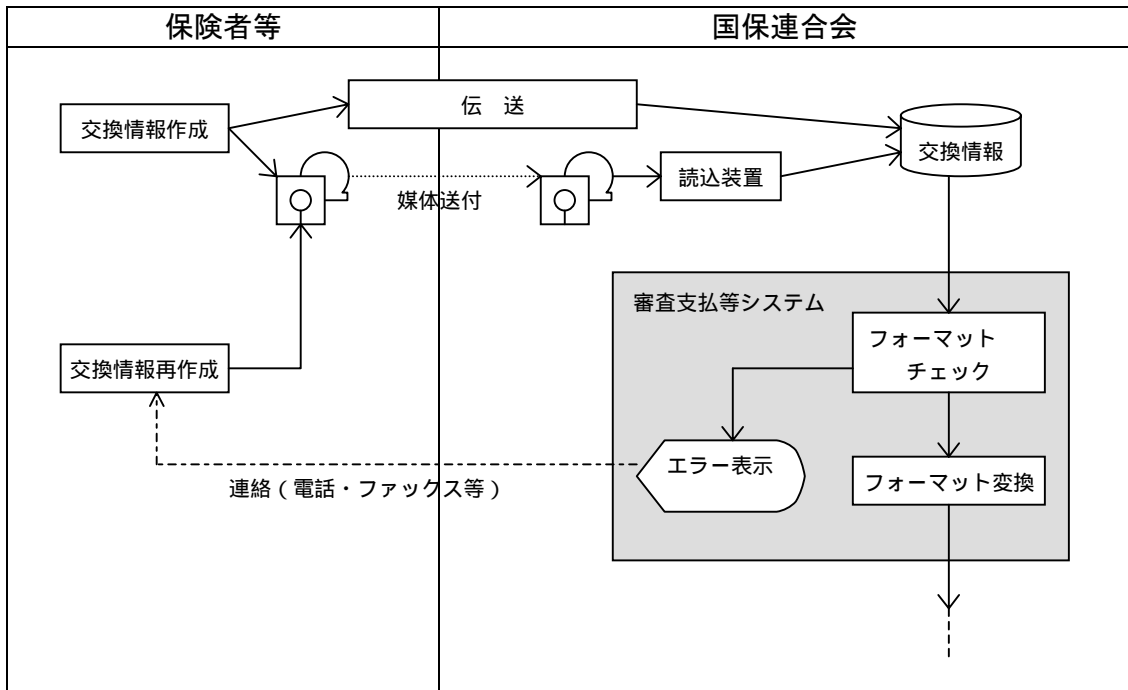 保険者等
国保連合会
伝　送
交換情報作成
交換情報
読込装置
媒体送付
審査支払等システム
フォーマット
チェック
交換情報再作成
エラー表示
フォーマット変換
連絡（電話・ファックス等）